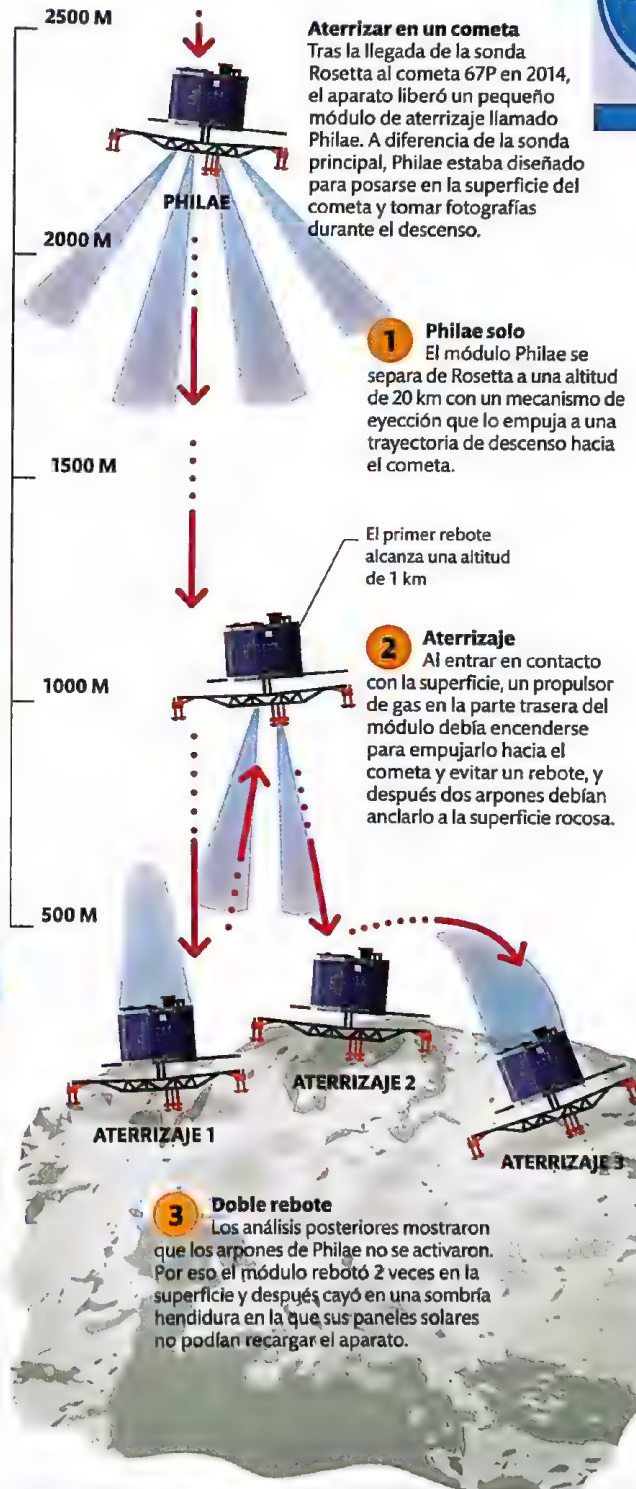 2500 M
Aterrizar en un cometa
Tras la llegada de la sonda
Rosetta al cometa 67P en 2014,
el aparato liberó un pequeño
módulo de aterrizaje llamado
Philae. A diferencia de la sonda
principal, Philae estaba diseñado
para posarse en la superficie del
cometa y tomar fotografías
durante el descenso.
PHILAE
2000 M
1 Philae solo
El módulo Philae se
separa de Rosetta a una altitud
de 20 km con un mecanismo de
eyección que lo empuja a una
trayectoria de descenso hacia
el cometa.
1500 M
El primer rebote
alcanza una altitud
de 1 km
2 Aterrizaje
Al entrar en contacto
con la superficie, un propulsor
de gas en la parte trasera del
módulo debía encenderse
para empujarlo hacia el
cometa y evitar un rebote, y
después dos arpones debían
anclarlo a la superficie rocosa.
1000 M
500 M
ATERRIZAJE 1
ATERRIZAJE 2
ATERRIZAJE 3
3 Doble rebote
Los análisis posteriores mostraron
que los arpones de Philae no se activaron.
Por eso el módulo rebotó 2 veces en la
superficie y después cayó en una sombría
hendidura en la que sus paneles solares
no podían recargar el aparato.